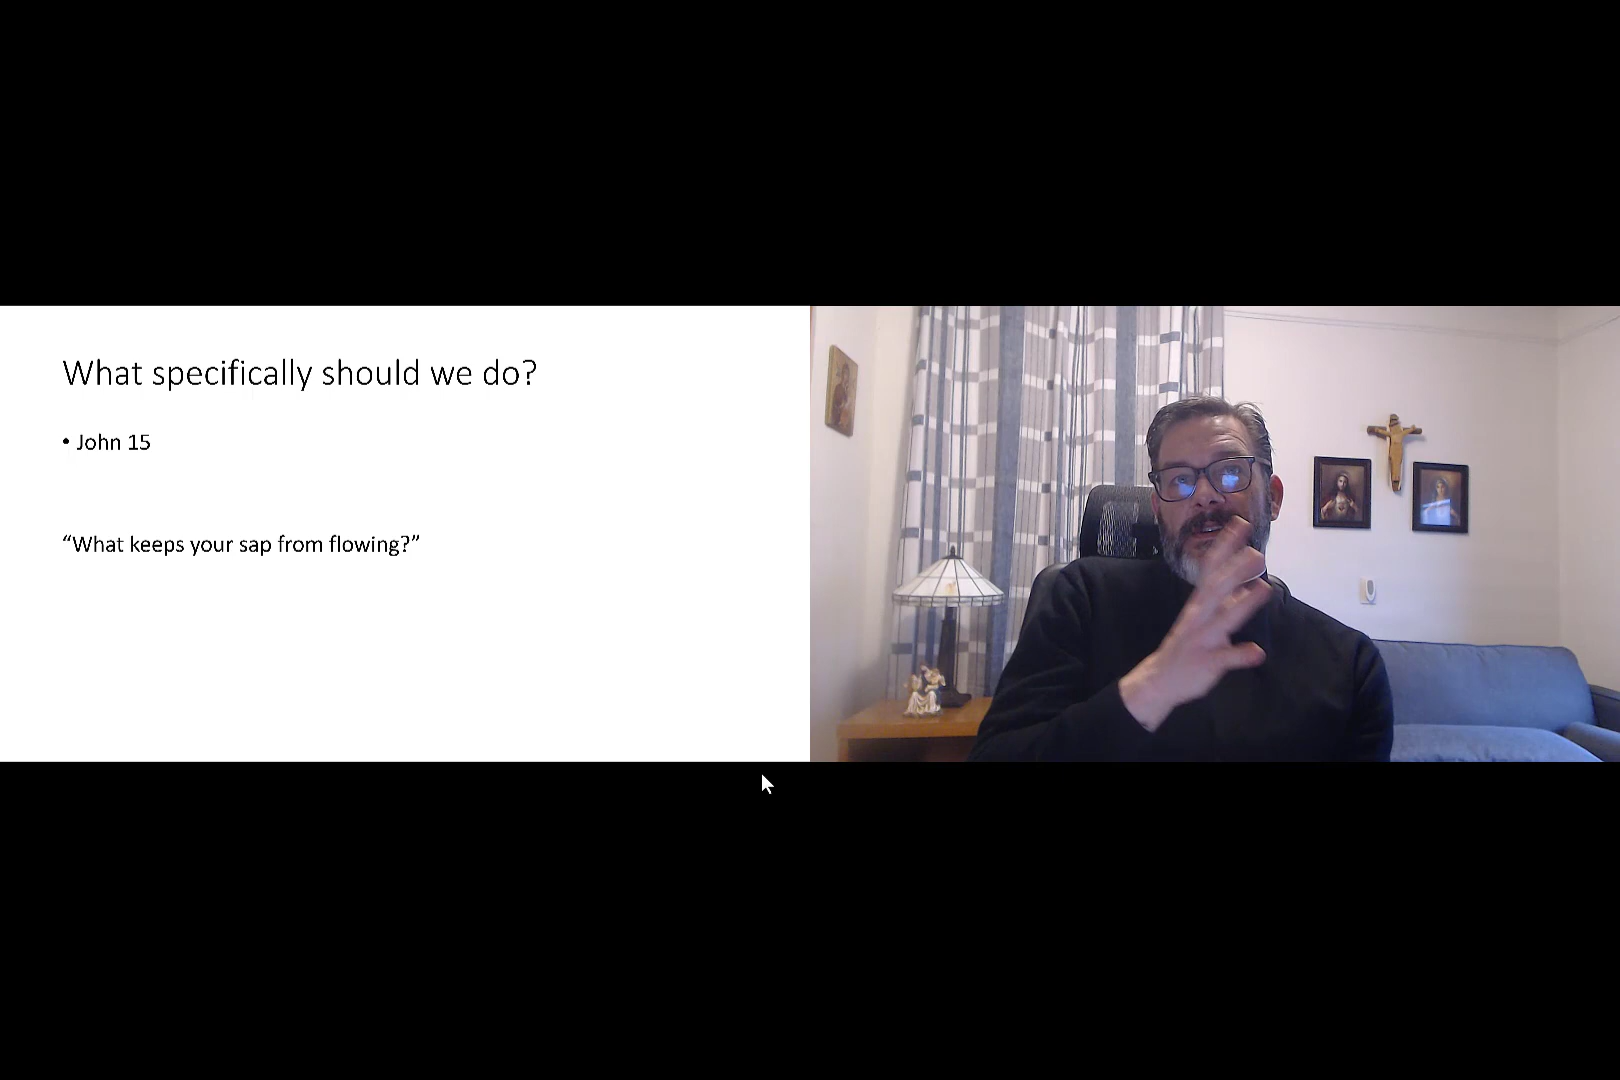 What specifically should we do?
• John 15
“What keeps your sap from flowing?”